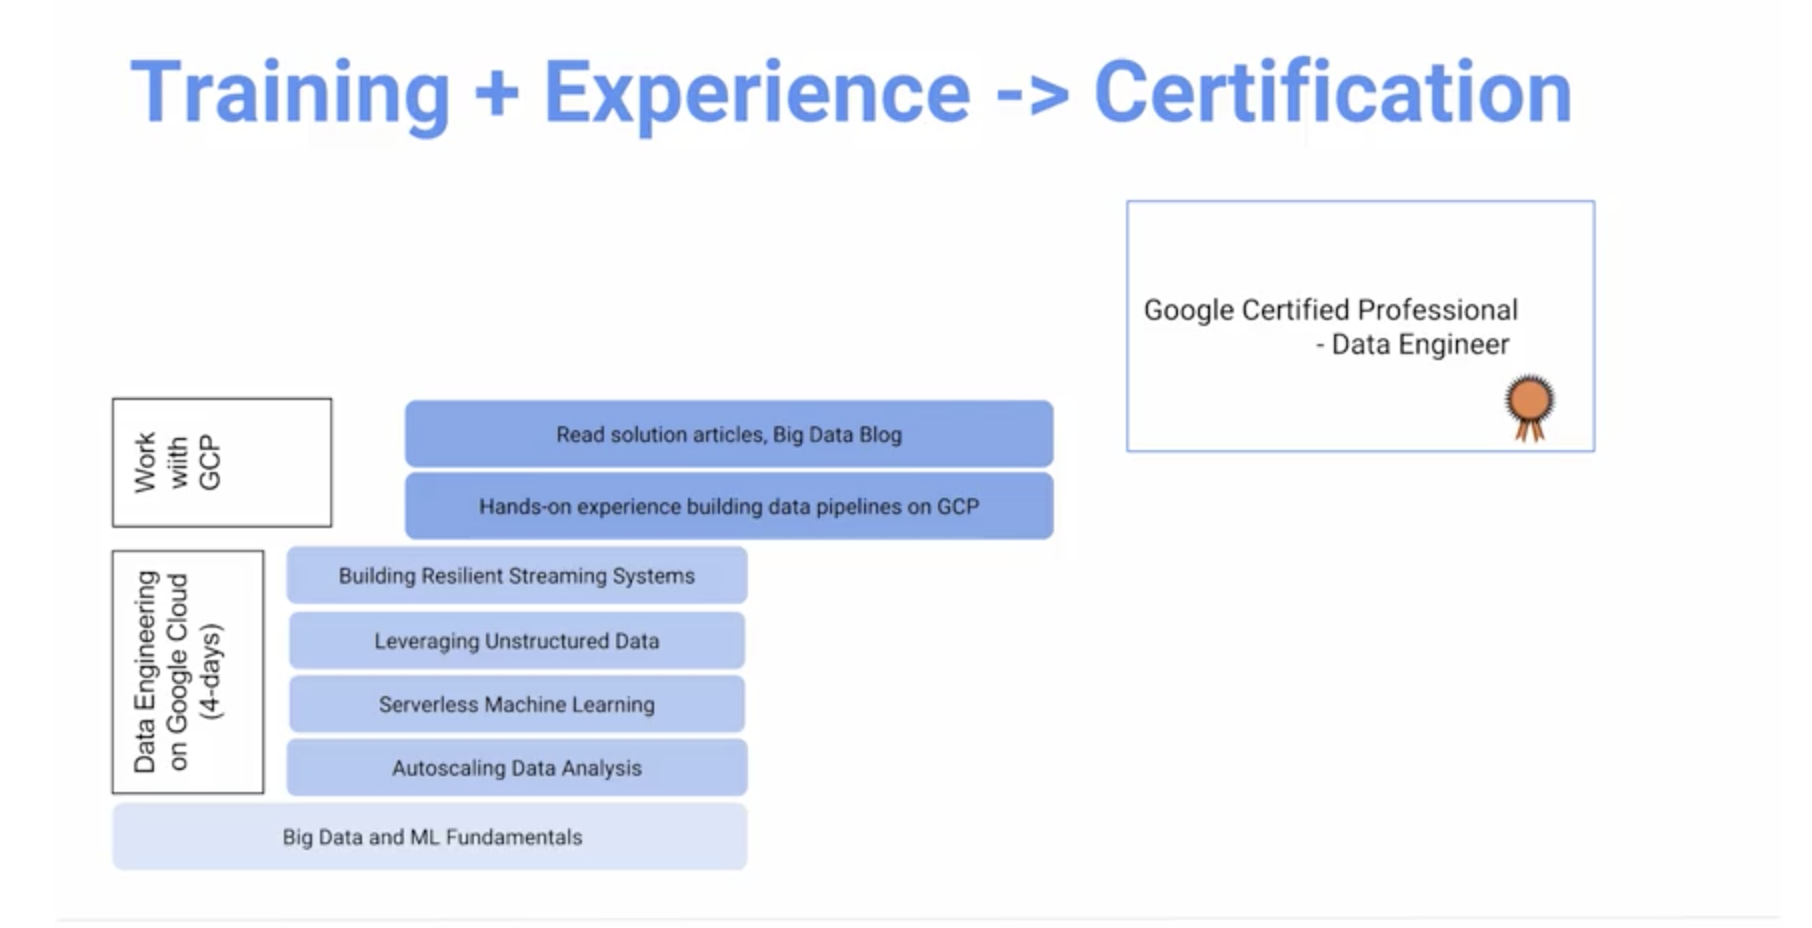 Training + Experience -> Certification
Google Certified Professional
- Data Engineer
Work
wiith
GCP
Read solution articles, Big Data Blog
Hands-on experience building data pipelines on GCP
Data Engineering
on Google Cloud
(4-days)
Building Resilient Streaming Systems
Leveraging Unstructured Data
Serverless Machine Learning
Autoscaling Data Analysis
Big Data and ML Fundamentals